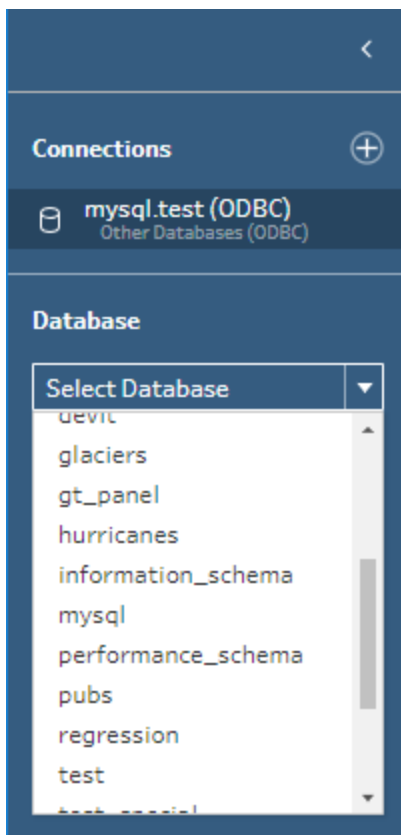 Connections
mysql.test (ODBC)
Other Databases (ODBC)
Database
Select Database
devit
glaciers
gt_panel
hurricanes
information_schema
mysql
performance_schema
pubs
regression
test